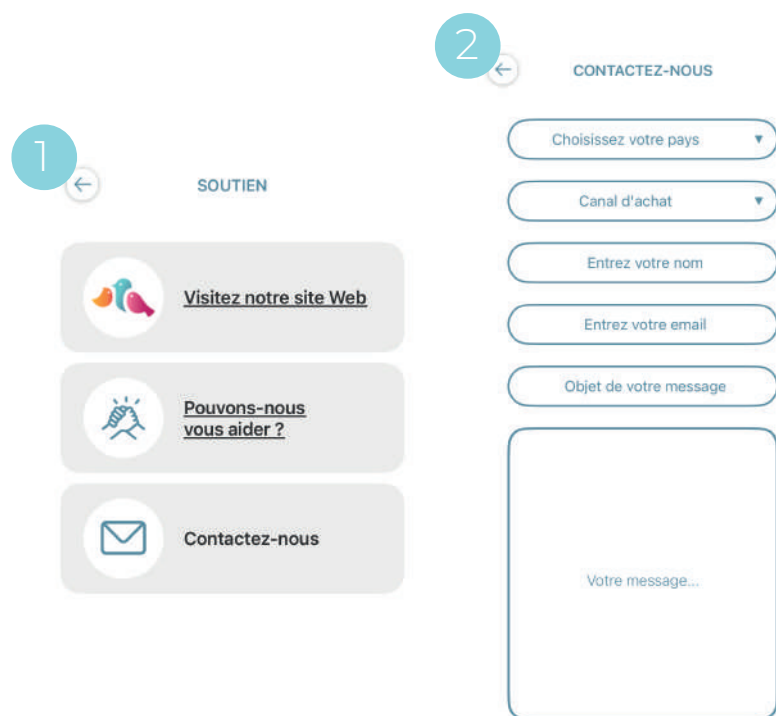 1
SOUTIEN
Visitez notre site Web
Pouvons-nous
vous aider ?
Contactez-nous
2
CONTACTEZ-NOUS
Choisissez votre pays
Canal d'achat
Entrez votre nom
Entrez votre email
Objet de votre message
Votre message...